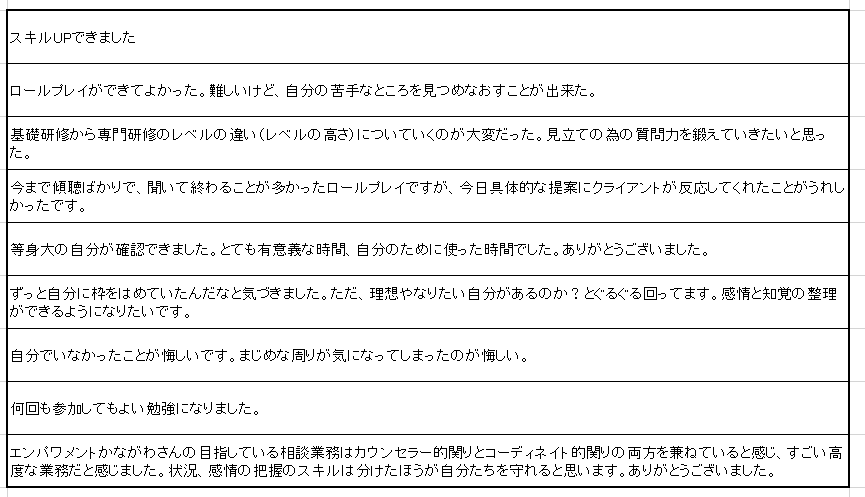 スキルUPできました
ロールプレイができてよかった。難しいけど、自分の苦手なところを見つめなおすことが出来た。
基礎研修から専門研修のレベルの違い（レベルの高さ）についていくのが大変だった。見立ての為の質問力を鍛えていきたいと思っ
た。
今まで傾聴ばかりで、聞いて終わることが多かったロールプレイですが、今日具体的な提案にクライアントが反応してくれたことがうれし
かったです。
等身大の自分が確認できました。とても有意義な時間、自分のために使った時間でした。ありがとうございました。
ずっと自分に枠をはめていたんだなと気づきました。ただ、理想やなりたい自分があるのか？とぐるぐる回ってます。感情と知覚の整理
ができるようになりたいです。
自分でいなかったことが悔しいです。まじめな周りが気になってしまったのが悔しい。
何回も参加してもよい勉強になりました。
エンパワメントかながわさんの目指している相談業務はカウンセラー的関りとコーディネイト的関りの両方を兼ねていると感じ、すごい高
度な業務だと感じました。状況、感情の把握のスキルは分けたほうが自分たちを守れると思います。ありがとうございました。